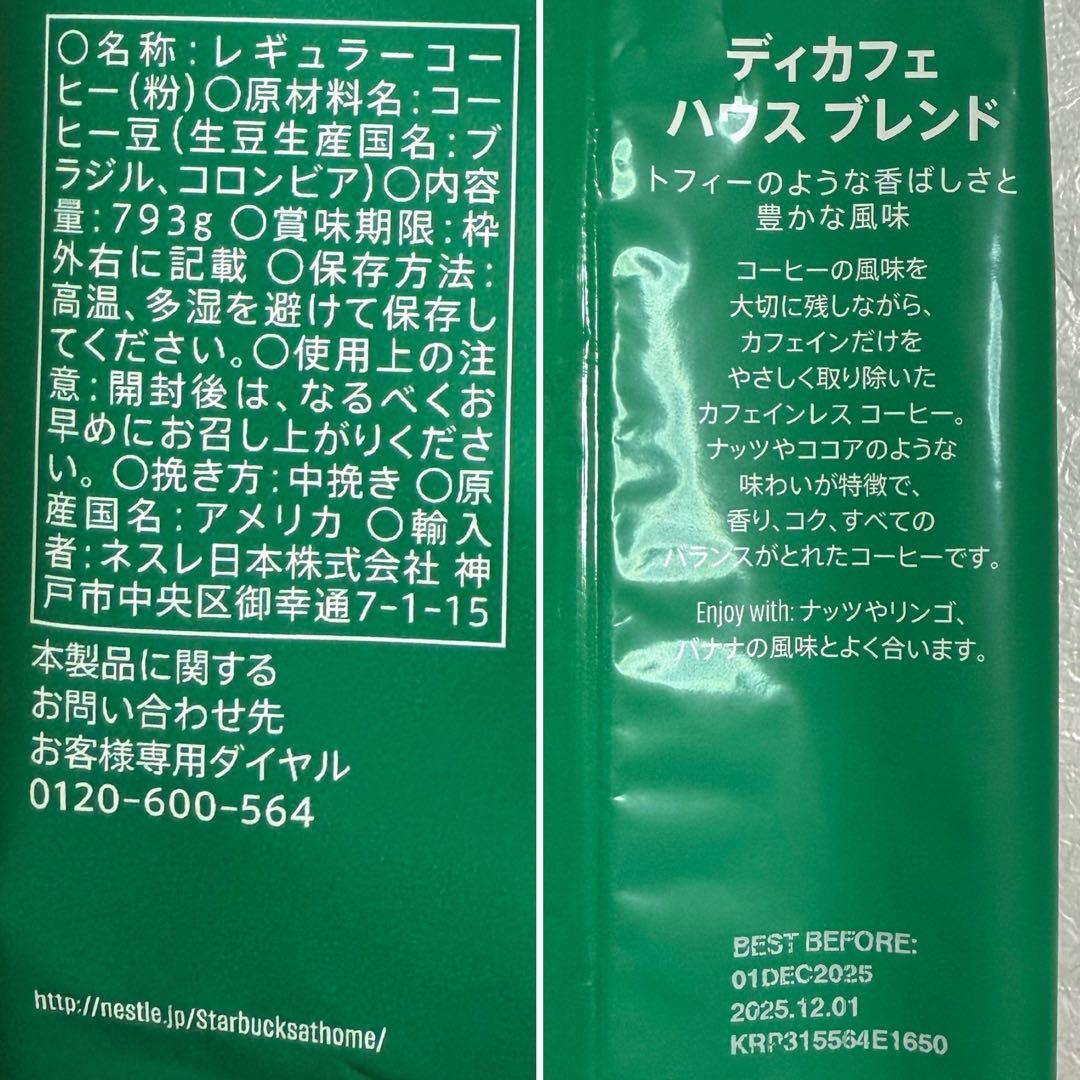 ○名称：レギュラーコー
ヒー(粉)○原材料名：コー
ヒー豆(生豆生産国名：ブ
ラジル、コロンビア)○内容
量：793g ○賞味期限：枠
外右に記載 ○保存方法：
高温、多湿を避けて保存し
てください。○使用上の注
意：開封後は、なるべくお
早めにお召し上がりくださ
い。○挽き方：中挽き ○原
産国名：アメリカ ○輸入
者：ネスレ日本株式会社 神
戸市中央区御幸通7-1-15
本製品に関する
お問い合わせ先
お客様専用ダイヤル
0120-600-564
http://nestle.jp/Starbucksathome/
ディカフェ
ハウス ブレンド
トフィーのような香ばしさと
豊かな風味
コーヒーの風味を
大切に残しながら、
カフェインだけを
やさしく取り除いた
カフェインレス コーヒー。
ナッツやココアのような
味わいが特徴で、
香り、コク、すべての
バランスがとれたコーヒーです。
Enjoy with: ナッツやリンゴ、
バナナの風味とよく合います。
BEST BEFORE:
01DEC2025
2025.12.01
KRP315564E1650